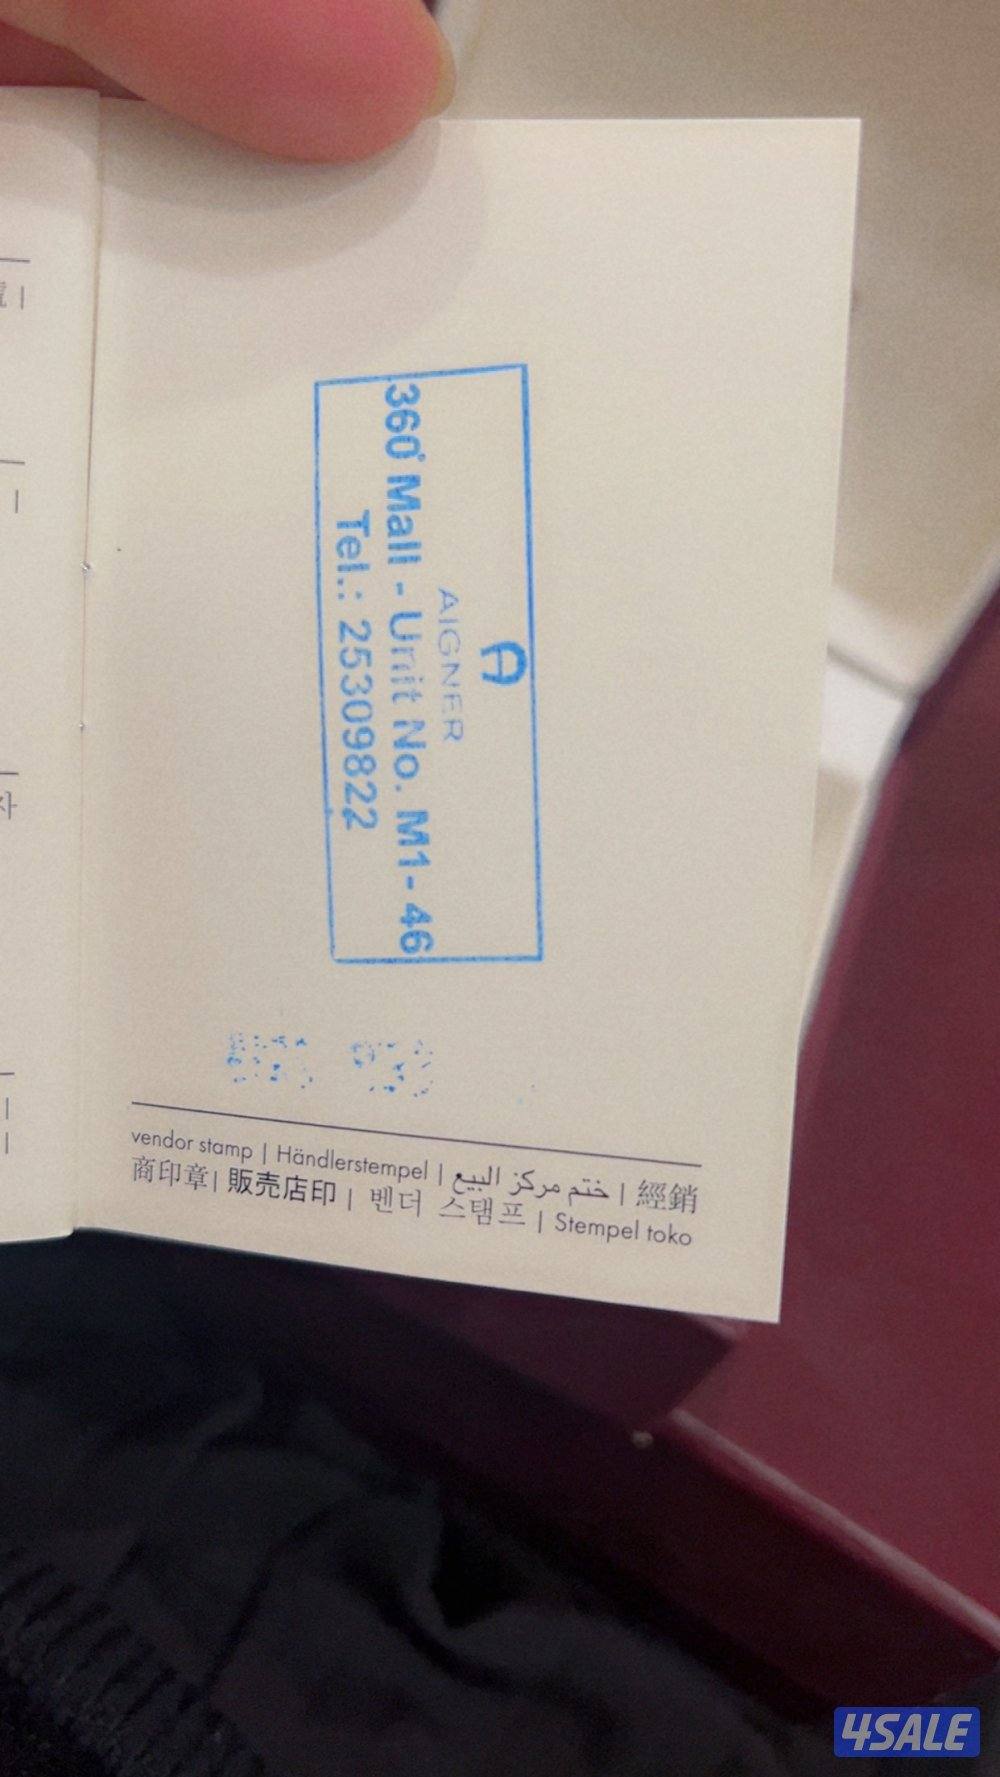 A
AIGNER
360° Mall - Unit No. M1- 46
Tel.: 25309822
vendor stamp | Händlerstempel | ختم مركز البيع | 經銷
商印章| 販売店印 | 벤더 스탬프 | Stempel toko
자
4SALE